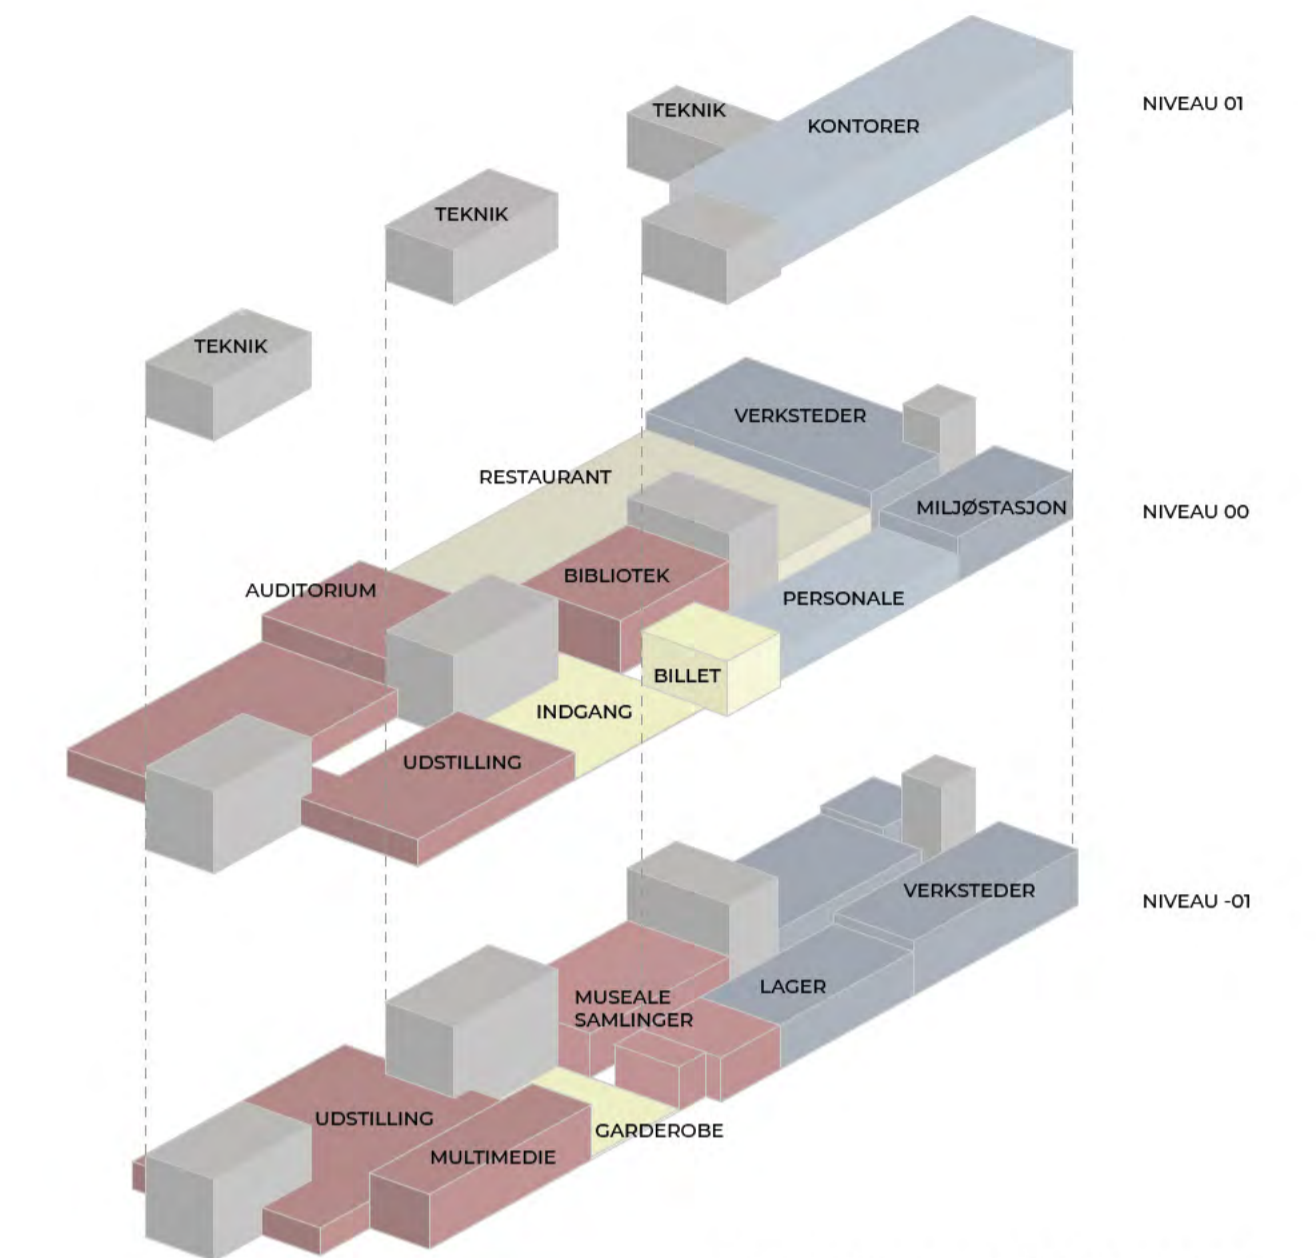 NIVEAU 01
TEKNIK
KONTORER
TEKNIK
TEKNIK
VERKSTEDER
RESTAURANT
MILJØSTASJON
NIVEAU 00
BIBLIOTEK
AUDITORIUM
PERSONALE
BILLET
INDGANG
UDSTILLING
VERKSTEDER
NIVEAU -01
LAGER
MUSEALE
SAMLINGER
UDSTILLING
GARDEROBE
MULTIMEDIE